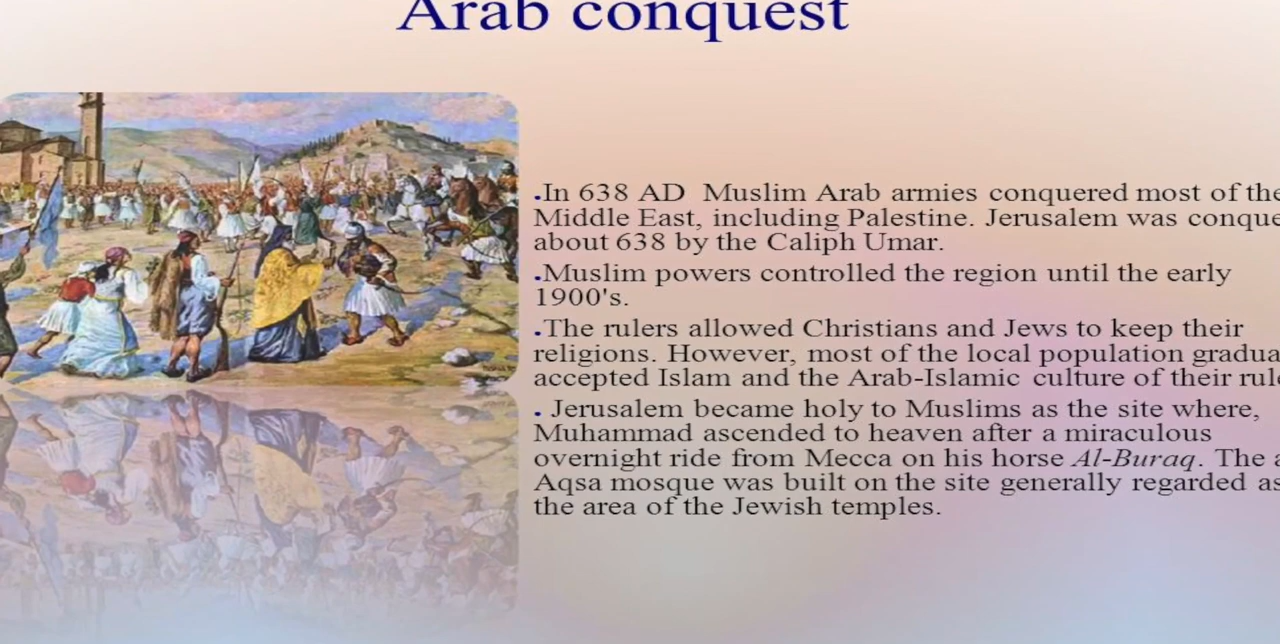 Arab conquest
.In 638 AD Muslim Arab armies conquered most of the
Middle East, including Palestine. Jerusalem was conque
about 638 by the Caliph Umar.
.Muslim powers controlled the region until the early
1900's.
.The rulers allowed Christians and Jews to keep their
religions. However, most of the local population gradua
accepted Islam and the Arab-Islamic culture of their rul
. Jerusalem became holy to Muslims as the site where,
Muhammad ascended to heaven after a miraculous
overnight ride from Mecca on his horse Al-Buraq. The a
Aqsa mosque was built on the site generally regarded as
the area of the Jewish temples.